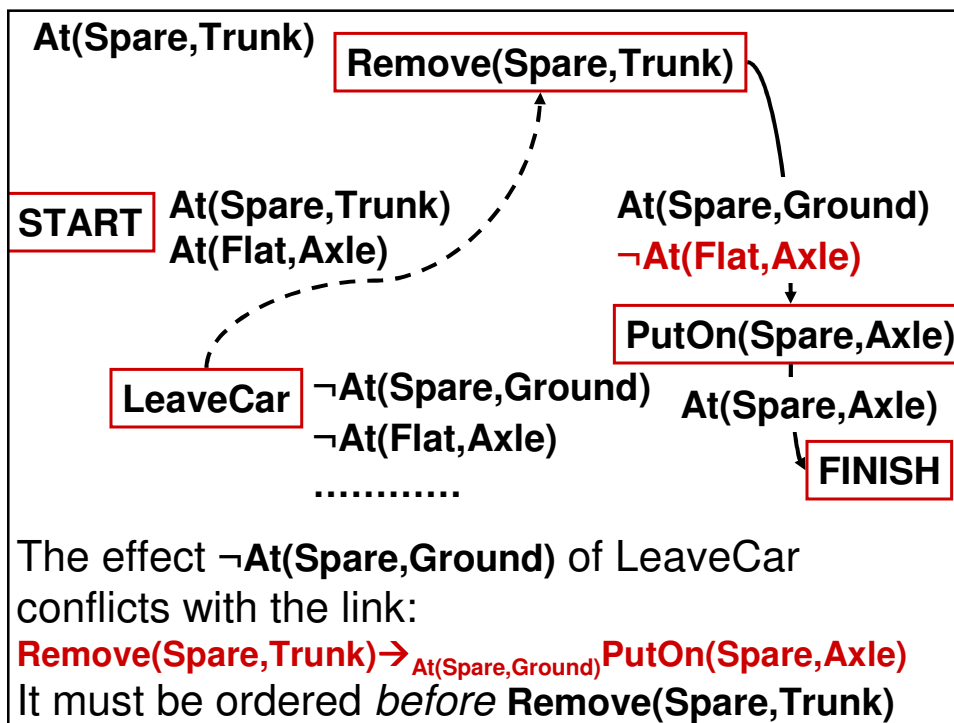 At(Spare,Trunk)
Remove(Spare,Trunk)
START
At(Spare,Trunk)
At(Flat,Axle)
At(Spare,Ground)
¬At(Flat,Axle)
PutOn(Spare,Axle)
LeaveCar
¬At(Spare,Ground)
¬At(Flat,Axle)
............
At(Spare,Axle)
FINISH
The effect ¬At(Spare,Ground) of LeaveCar
conflicts with the link:
Remove(Spare,Trunk)→At(Spare,Ground)PutOn(Spare,Axle)
It must be ordered before Remove(Spare,Trunk)